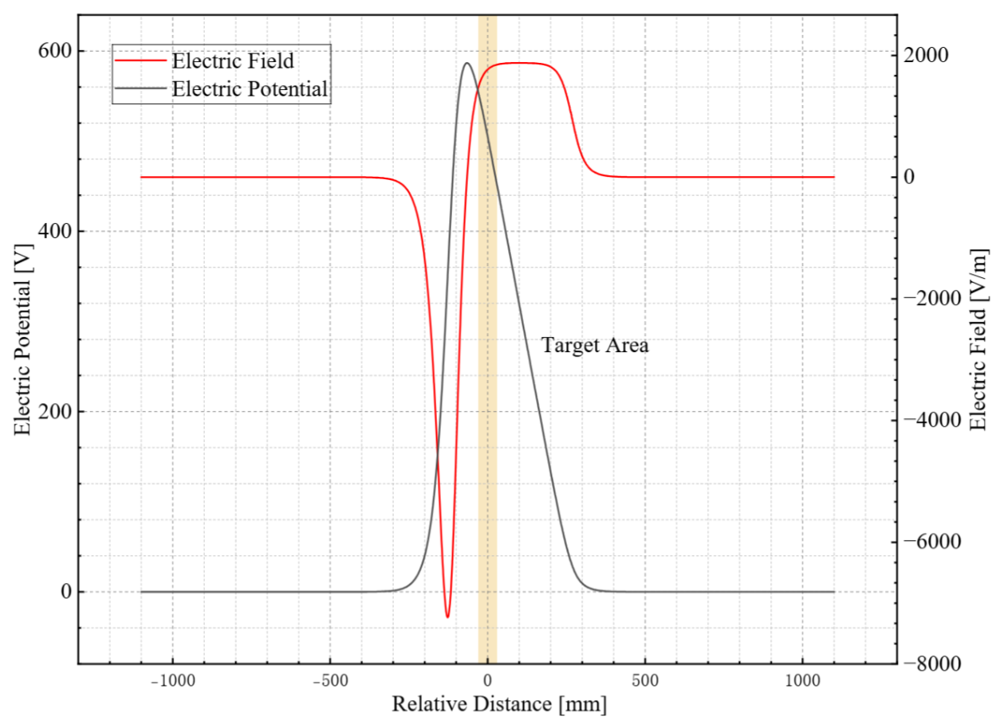 Electric Field
Electric Potential
600
400
200
0
Electric Potential [V]
2000
0
−2000
−4000
−6000
−8000
Electric Field [V/m]
Target Area
-1000
-500
0
500
1000
Relative Distance [mm]